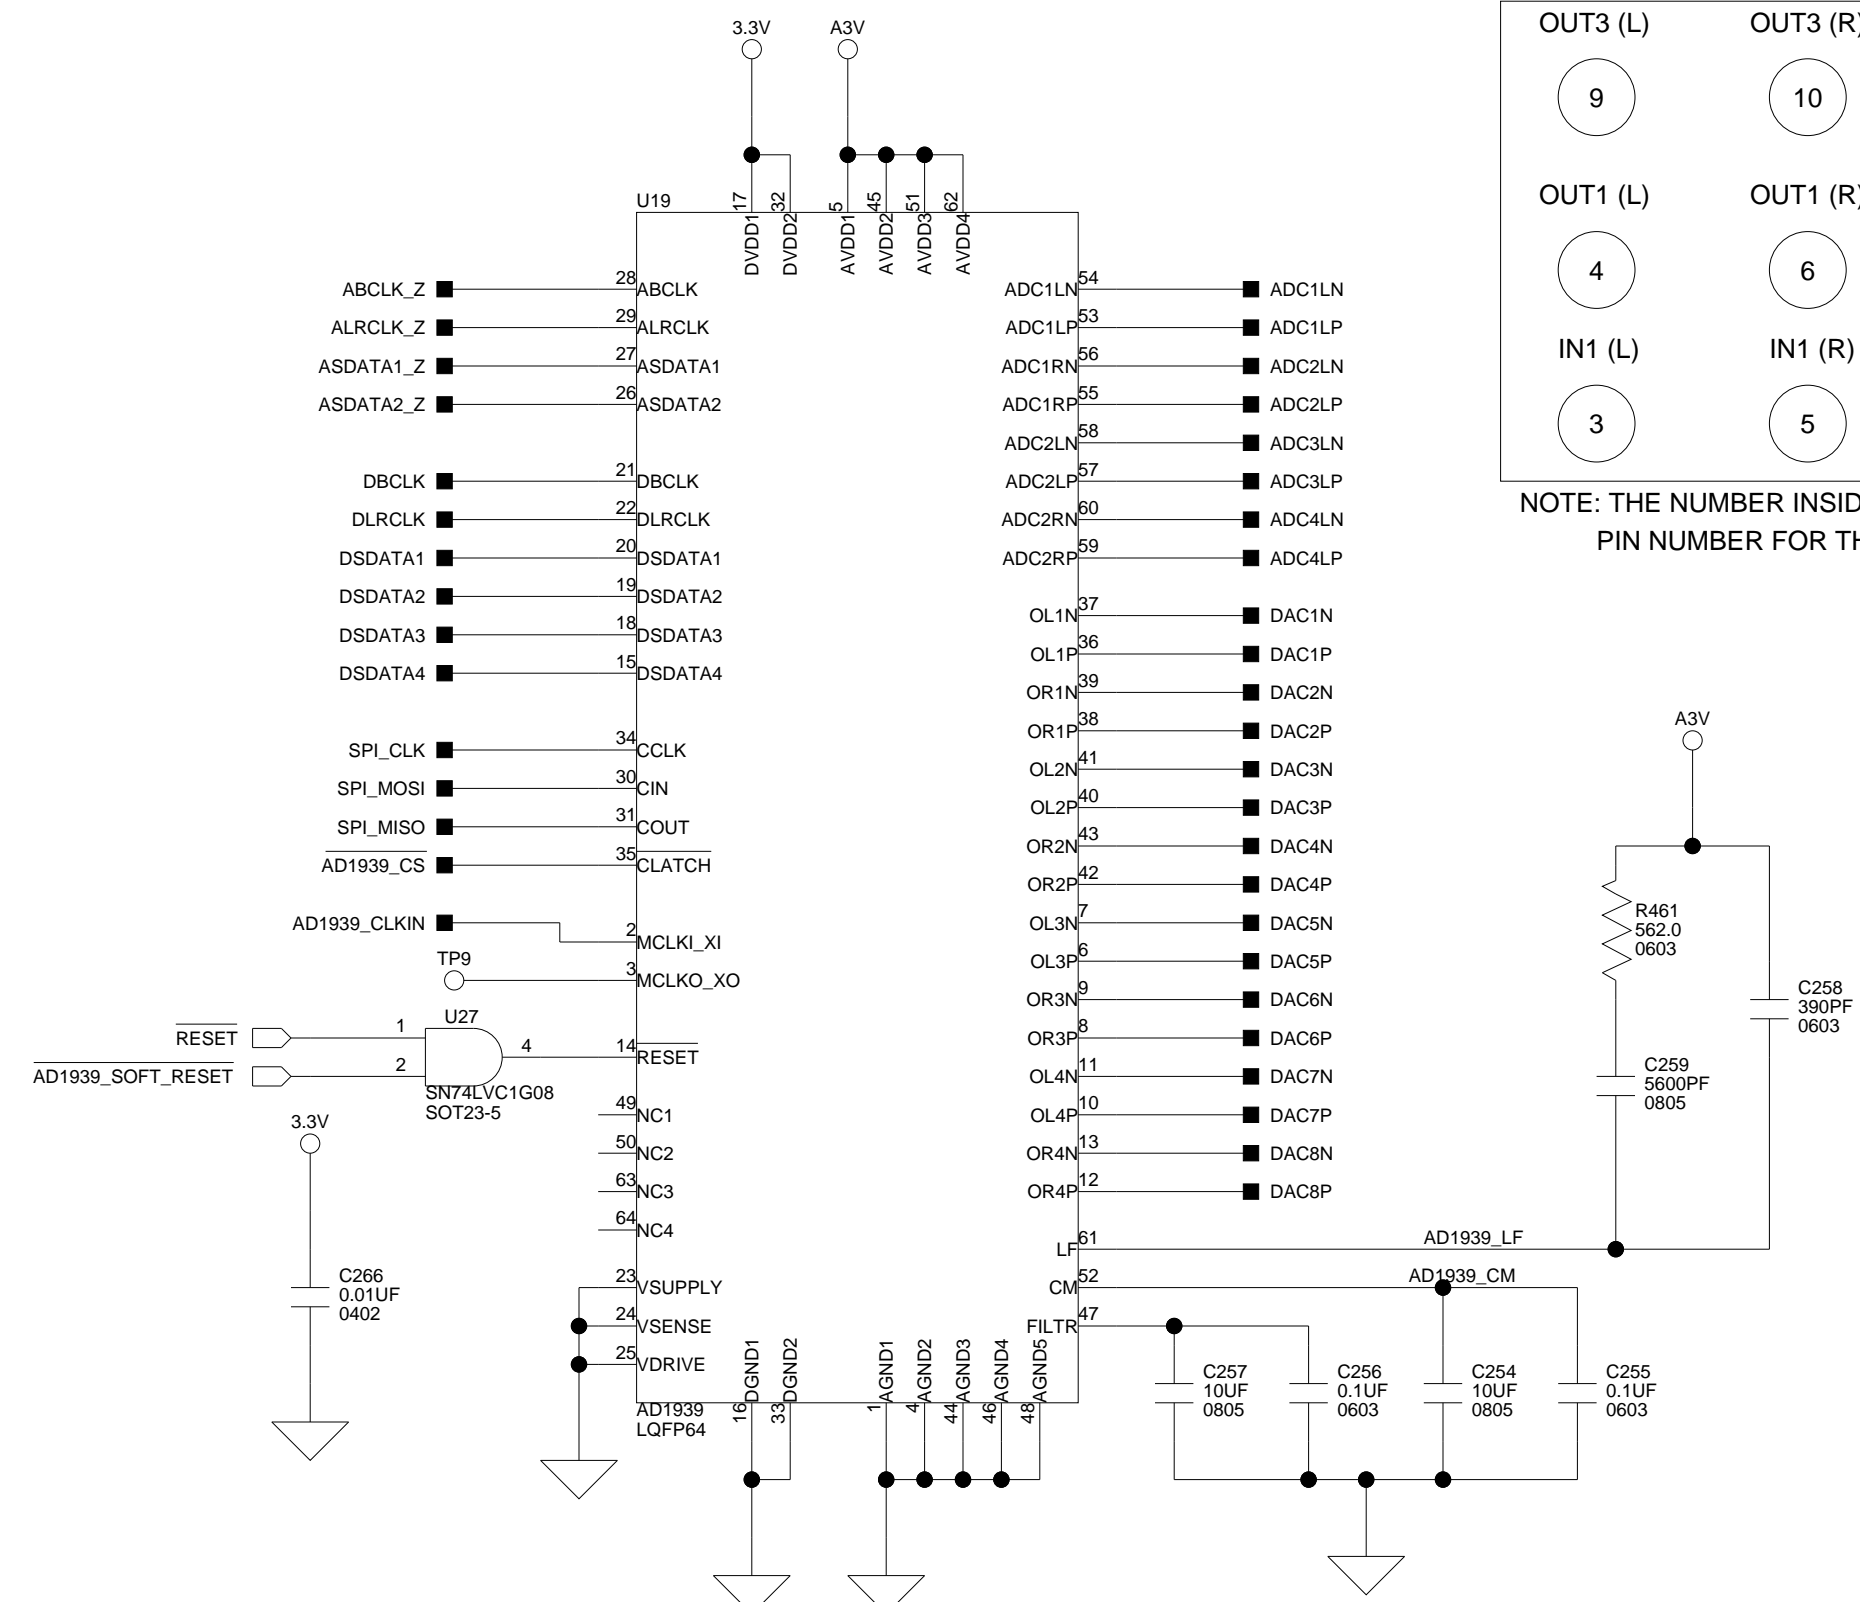 3.3V
A3V
OUT3 (L)
OUT3 (R)
9
10
OUT1 (L)
OUT1 (R)
4
6
IN1 (L)
IN1 (R)
3
5
NOTE: THE NUMBER INSID
PIN NUMBER FOR TH
U19
17
32
5
45
51
62
DVDD1
DVDD2
AVDD1
AVDD2
AVDD3
AVDD4
ABCLK_Z 28 ABCLK
ALRCLK_Z 29 ALRCLK
ASDATA1_Z 27 ASDATA1
ASDATA2_Z 26 ASDATA2
DBCLK 21 DBCLK
DLRCLK 22 DLRCLK
DSDATA1 20 DSDATA1
DSDATA2 19 DSDATA2
DSDATA3 18 DSDATA3
DSDATA4 15 DSDATA4
SPI_CLK 34 CCLK
SPI_MOSI 30 CIN
SPI_MISO 31 COUT
AD1939_CS 35 CLATCH
AD1939_CLKIN 2 MCLKI_XI
TP9 3 MCLKO_XO
RESET 1
AD1939_SOFT_RESET 2
U27
4
SN74LVC1G08
SOT23-5
14 RESET
49 NC1
50 NC2
63 NC3
64 NC4
23 VSUPPLY
24 VSENSE
25 VDRIVE
3.3V
C266
0.01UF
0402
ADC1LN 54 ADC1LN
ADC1LP 53 ADC1LP
ADC1RN 56 ADC2LN
ADC1RP 55 ADC2LP
ADC2LN 58 ADC3LN
ADC2LP 57 ADC3LP
ADC2RN 60 ADC4LN
ADC2RP 59 ADC4LP
OL1N 37 DAC1N
OL1P 36 DAC1P
OR1N 39 DAC2N
OR1P 38 DAC2P
OL2N 41 DAC3N
OL2P 40 DAC3P
OR2N 43 DAC4N
OR2P 42 DAC4P
OL3N 7 DAC5N
OL3P 6 DAC5P
OR3N 9 DAC6N
OR3P 8 DAC6P
OL4N 11 DAC7N
OL4P 10 DAC7P
OR4N 13 DAC8N
OR4P 12 DAC8P
LF 61 AD1939_LF
CM 52 AD1939_CM
FILTR 47
A3V
R461
562.0
0603
C258
390PF
0603
C259
5600PF
0805
C257
10UF
0805
C256
0.1UF
0603
C254
10UF
0805
C255
0.1UF
0603
DGND1
DGND2
AGND1
AGND2
AGND3
AGND4
AGND5
AD1939
LQFP64
16
33
1
4
44
46
48